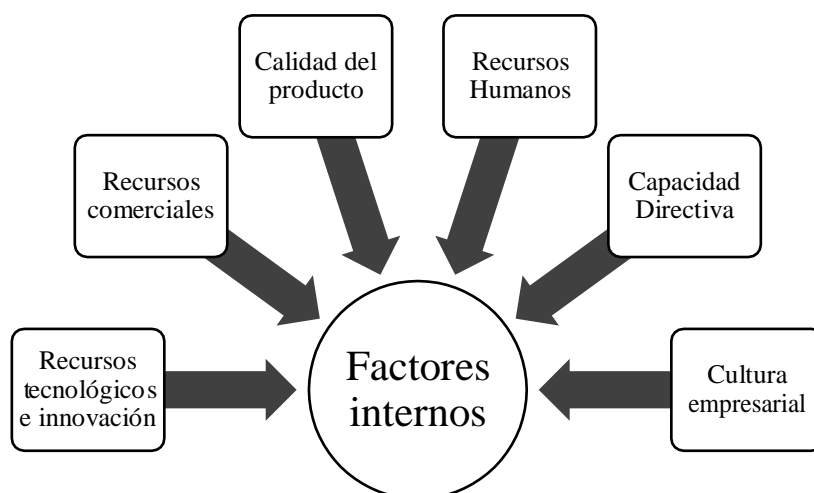 Calidad del
producto
Recursos
Humanos
Recursos
comerciales
Capacidad
Directiva
Recursos
tecnológicos
e innovación
Factores
internos
Cultura
empresarial